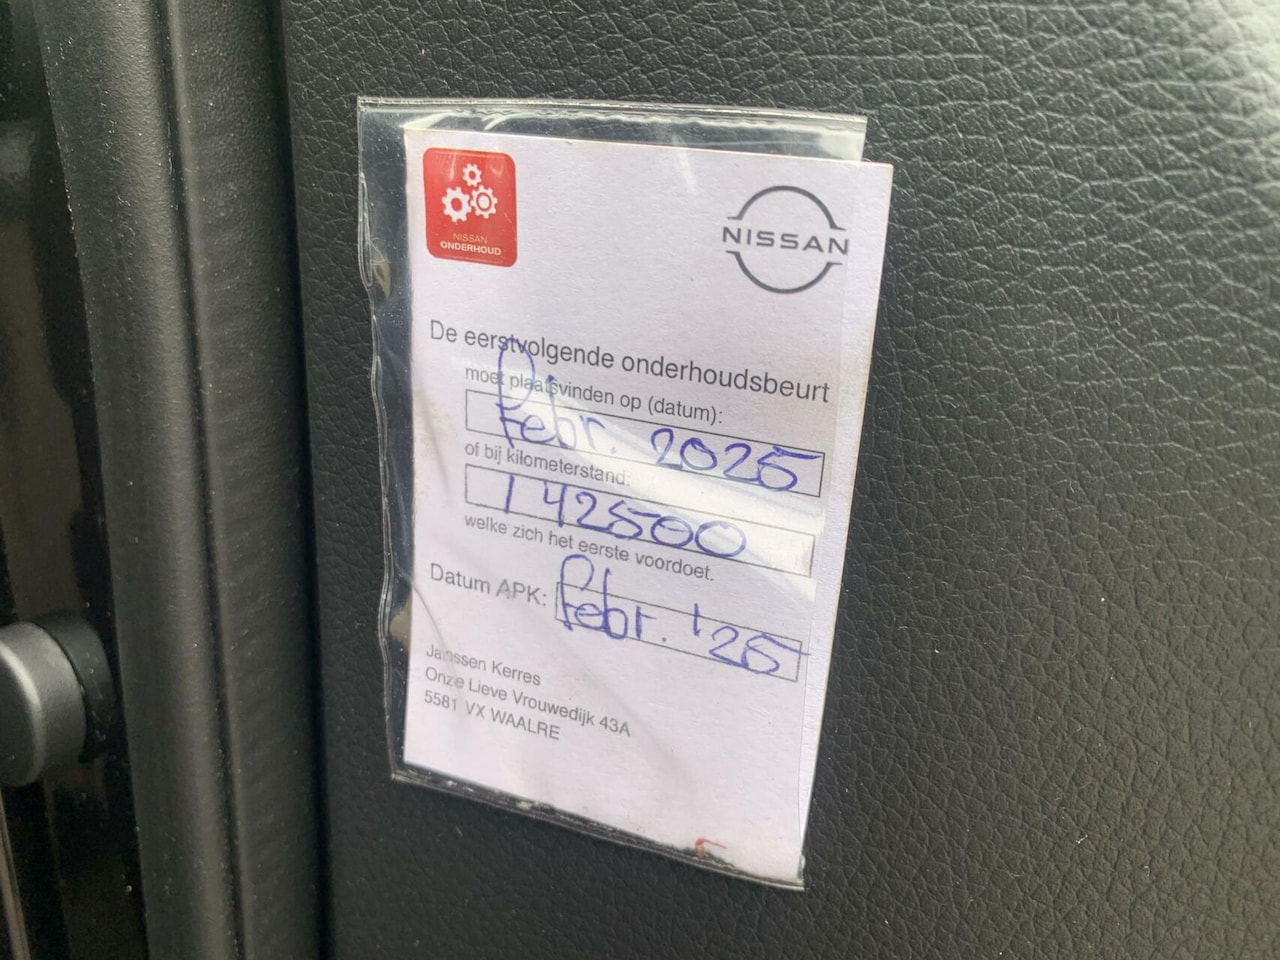 NISSAN
ONDERHOUD
NISSAN
De eerstvolgende onderhoudsbeurt
moet plaatsvinden op (datum):
febr. 2025
of bij kilometerstand:
142500
welke zich het eerste voordoet.
Datum APK: febr. '25
Janssen Kerres
Onze Lieve Vrouwedijk 43A
5581 VX WAALRE